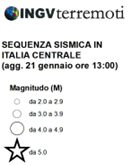 INGVterremoti
SEQUENZA SISMICA IN
ITALIA CENTRALE
(agg. 21 gennaio ore 13:00)
Magnitudo (M)
da 2.0 a 2.9
da 3.0 a 3.9
da 4.0 a 4.9
da 5.0